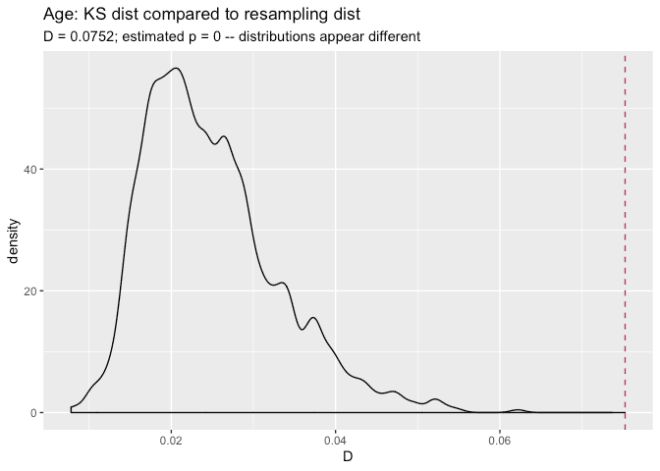 Age: KS dist compared to resampling dist
D = 0.0752; estimated p = 0 -- distributions appear different
density
40
20
0
0.02 0.04 0.06
D